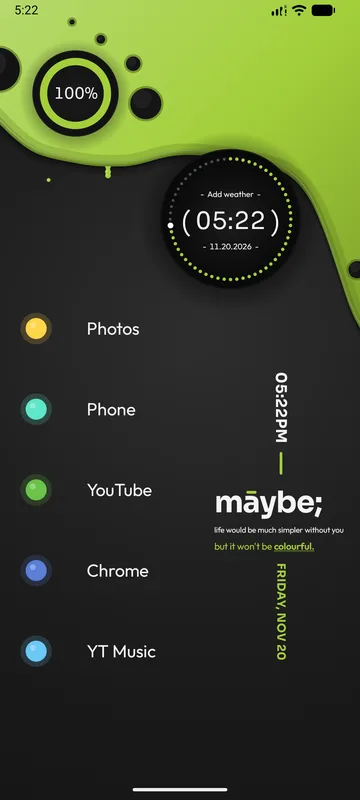 5:22
100%
- Add weather -
( 05:22 )
- 11.20.2026 -
Photos
Phone
YouTube
Chrome
YT Music
05:22PM
māybe;
life would be much simpler without you
but it won't be colourful.
FRIDAY, NOV 20